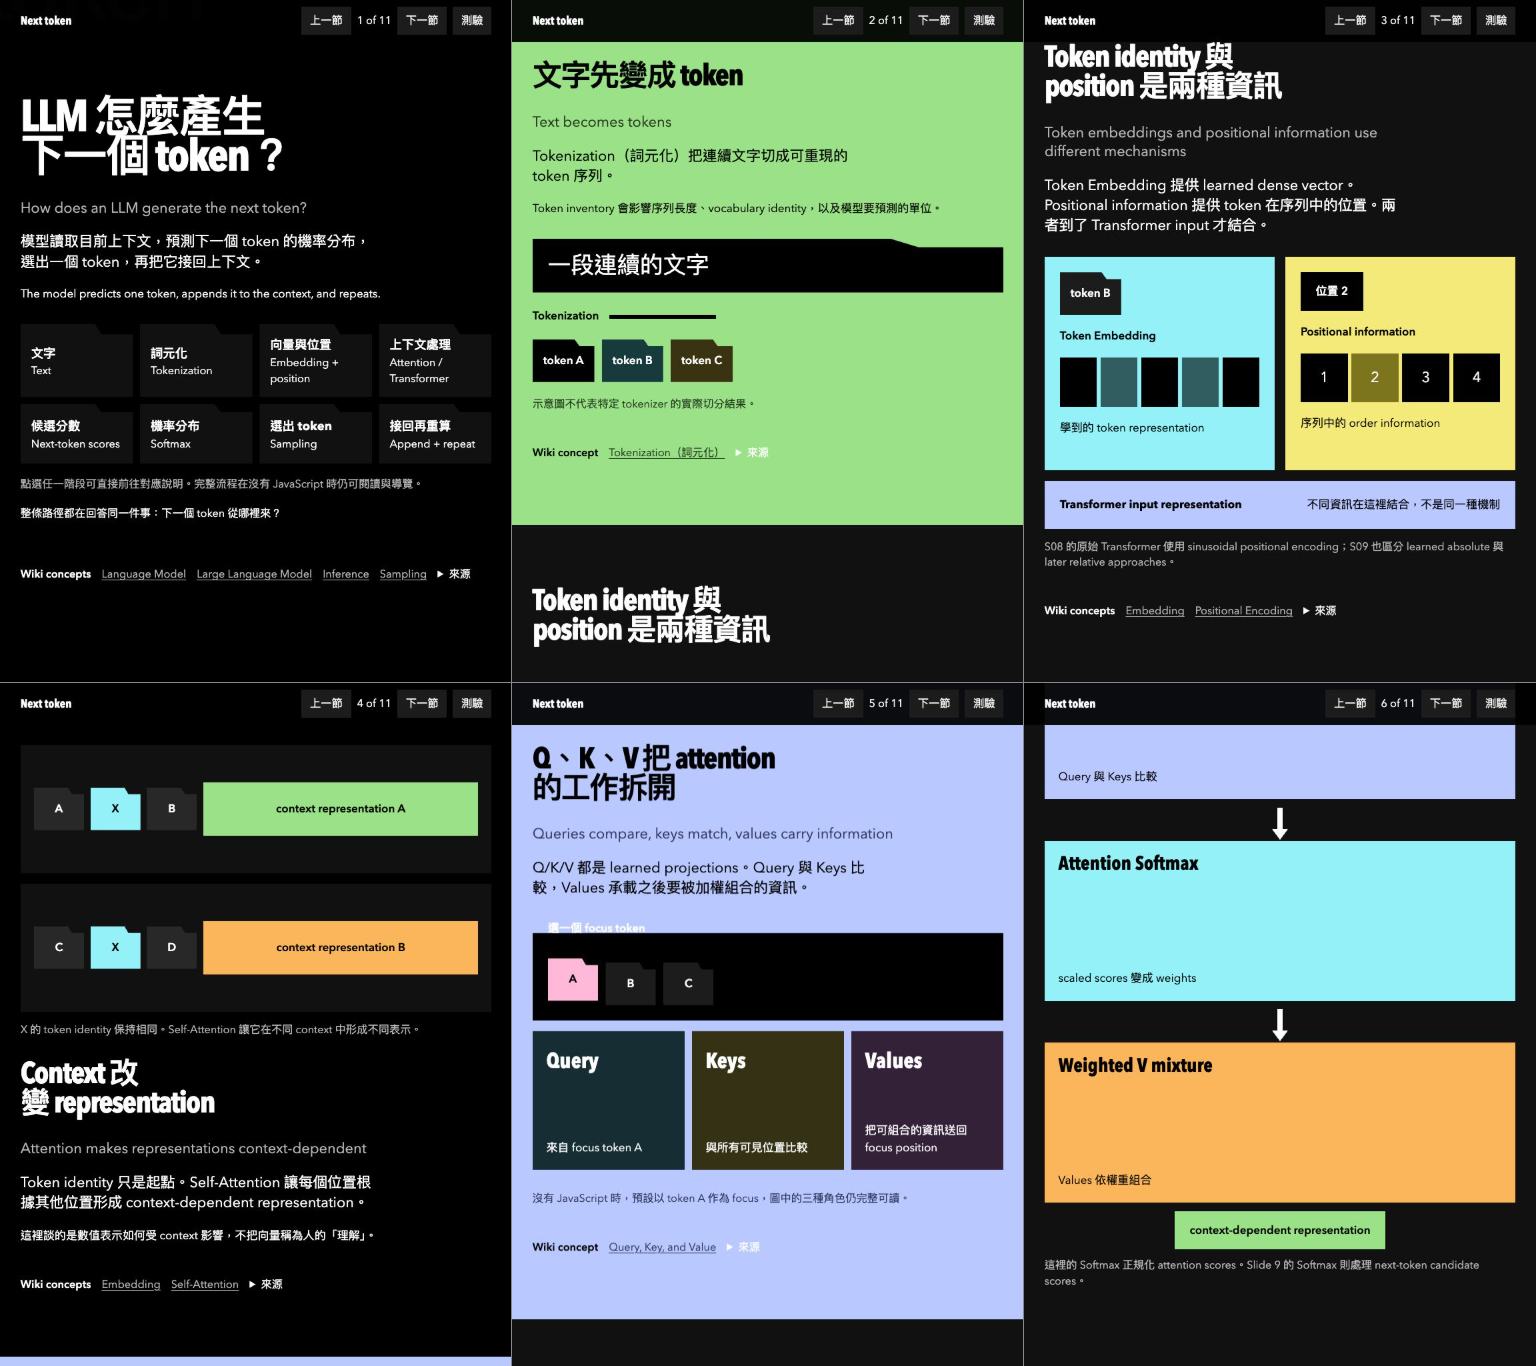 Next token
上一節
1 of 11
下一節
測驗
LLM 怎麼產生
下一個 token？
How does an LLM generate the next token?
模型讀取目前上下文，預測下一個 token 的機率分布，
選出一個 token，再把它接回上下文。
The model predicts one token, appends it to the context, and repeats.
文字
Text
詞元化
Tokenization
向量與位置
Embedding +
position
上下文處理
Attention /
Transformer
候選分數
Next-token scores
機率分布
Softmax
選出 token
Sampling
接回再重算
Append + repeat
點選任一階段可直接前往對應說明。完整流程在沒有 JavaScript 時仍可閱讀與導覽。
整條路徑都在回答同一件事：下一個 token 從哪裡來？
Wiki concepts Language Model Large Language Model Inference Sampling ▶ 來源
Next token
上一節
2 of 11
下一節
測驗
文字先變成 token
Text becomes tokens
Tokenization（詞元化）把連續文字切成可重現的
token 序列。
Token inventory 會影響序列長度、vocabulary identity，以及模型要預測的單位。
一段連續的文字
Tokenization
token A
token B
token C
示意圖不代表特定 tokenizer 的實際切分結果。
Wiki concept Tokenization（詞元化） ▶ 來源
Token identity 與
position 是兩種資訊
Next token
上一節
3 of 11
下一節
測驗
Token identity 與
position 是兩種資訊
Token embeddings and positional information use
different mechanisms
Token Embedding 提供 learned dense vector。
Positional information 提供 token 在序列中的位置。兩
者到了 Transformer input 才結合。
token B
Token Embedding
學到的 token representation
位置 2
Positional information
1
2
3
4
序列中的 order information
Transformer input representation
不同資訊在這裡結合，不是同一種機制
S08 的原始 Transformer 使用 sinusoidal positional encoding；S09 也區分 learned absolute 與
later relative approaches。
Wiki concepts Embedding Positional Encoding ▶ 來源
Next token
上一節
4 of 11
下一節
測驗
A
X
B
context representation A
C
X
D
context representation B
X 的 token identity 保持相同。Self-Attention 讓它在不同 context 中形成不同表示。
Context 改
變 representation
Attention makes representations context-dependent
Token identity 只是起點。Self-Attention 讓每個位置根
據其他位置形成 context-dependent representation。
這裡談的是數值表示如何受 context 影響，不把向量稱為人的「理解」。
Wiki concepts Embedding Self-Attention ▶ 來源
Next token
上一節
5 of 11
下一節
測驗
Q、K、V 把 attention
的工作拆開
Queries compare, keys match, values carry information
Q/K/V 都是 learned projections。Query 與 Keys 比
較，Values 承載之後要被加權組合的資訊。
選一個 focus token
A
B
C
Query
來自 focus token A
Keys
與所有可見位置比較
Values
把可組合的資訊送回
focus position
沒有 JavaScript 時，預設以 token A 作為 focus，圖中的三種角色仍完整可讀。
Wiki concept Query, Key, and Value ▶ 來源
Next token
上一節
6 of 11
下一節
測驗
Query 與 Keys 比較
Attention Softmax
scaled scores 變成 weights
Weighted V mixture
Values 依權重組合
context-dependent representation
這裡的 Softmax 正規化 attention scores。Slide 9 的 Softmax 則處理 next-token candidate
scores。